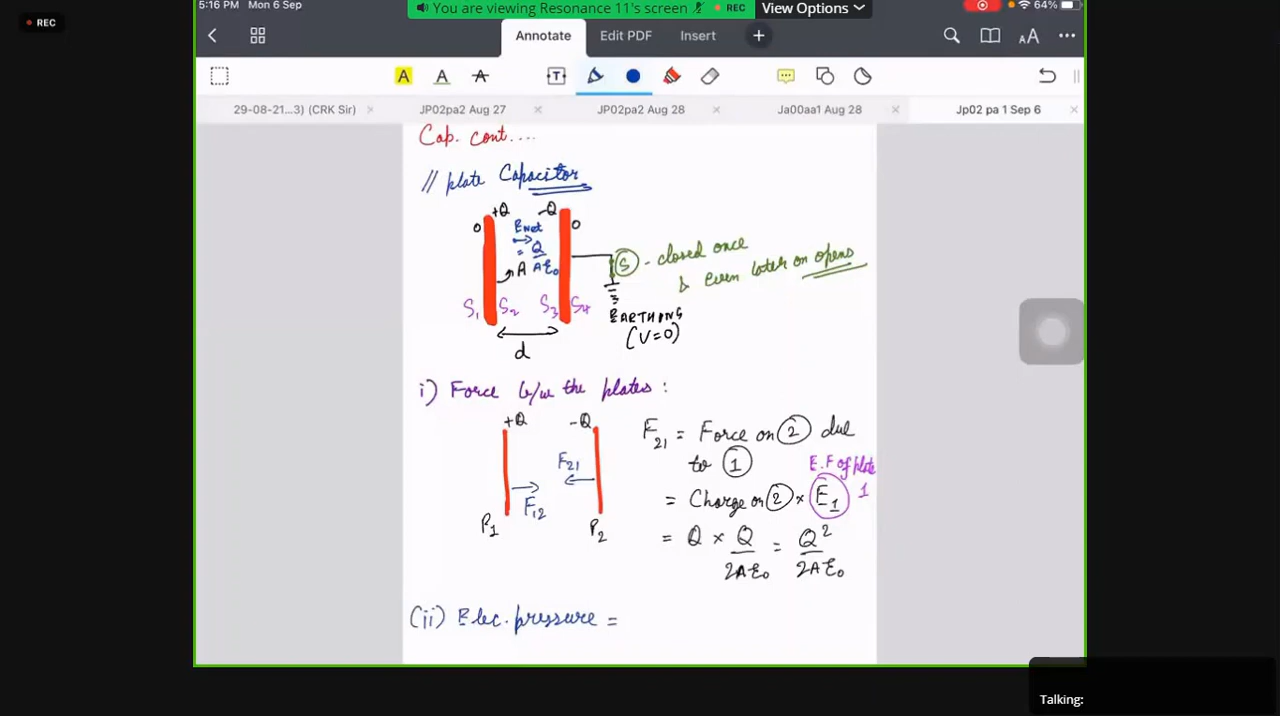 5:16 PM Mon 6 Sep
You are viewing Resonance 11's screen
REC
View Options
64%
REC
Annotate
Edit PDF
Insert
29-08-21...3) (CRK Sir)
JP02pa2 Aug 27
JP02pa2 Aug 28
Ja00aa1 Aug 28
Jp02 pa 1 Sep 6
Cap. cont....
// plate Capacitor
+Q -Q
0 Enet 0
= Q/Aε₀
A
S - closed once
& even later on opens
S₁ S₂ S₃ S₄
EARTHING
(V=0)
d
i) Force b/w the plates :
+Q -Q
F₂₁ = Force on 2 due
to 1
E.F of plate
1
F₂₁
F₁₂
= Charge on 2 × E₁
P₁ P₂
= Q × Q/2Aε₀ = Q²/2Aε₀
(ii) Elec. pressure =
Talking: